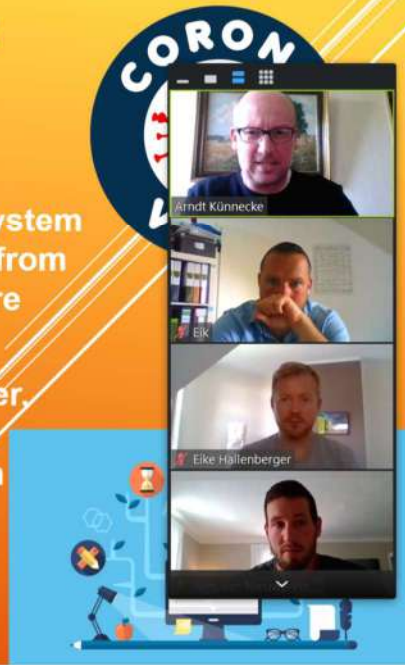 CORON
ystem
from
re
er,
Arndt Künnecke
Eik
Eike Hallenberger